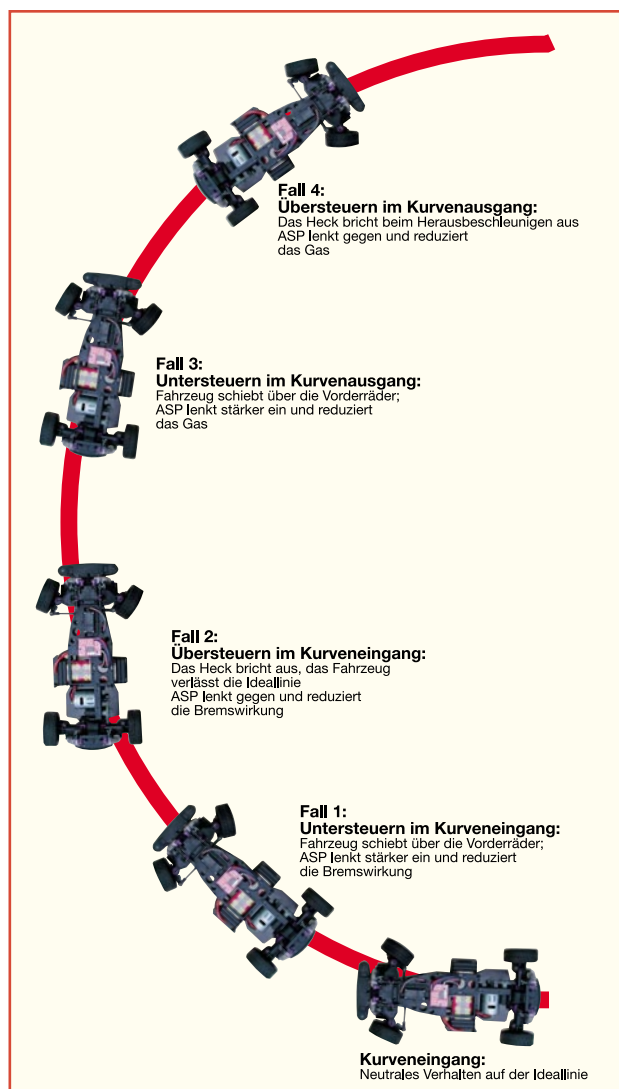 Fall 4:
Übersteuern im Kurvenausgang:
Das Heck bricht beim Herausbeschleunigen aus
ASP lenkt gegen und reduziert
das Gas
Fall 3:
Untersteuern im Kurvenausgang:
Fahrzeug schiebt über die Vorderräder;
ASP lenkt stärker ein und reduziert
das Gas
Fall 2:
Übersteuern im Kurveneingang:
Das Heck bricht aus, das Fahrzeug
verlässt die Ideallinie
ASP lenkt gegen und reduziert
die Bremswirkung
Fall 1:
Untersteuern im Kurveneingang:
Fahrzeug schiebt über die Vorderräder;
ASP lenkt stärker ein und reduziert
die Bremswirkung
Kurveneingang:
Neutrales Verhalten auf der Ideallinie